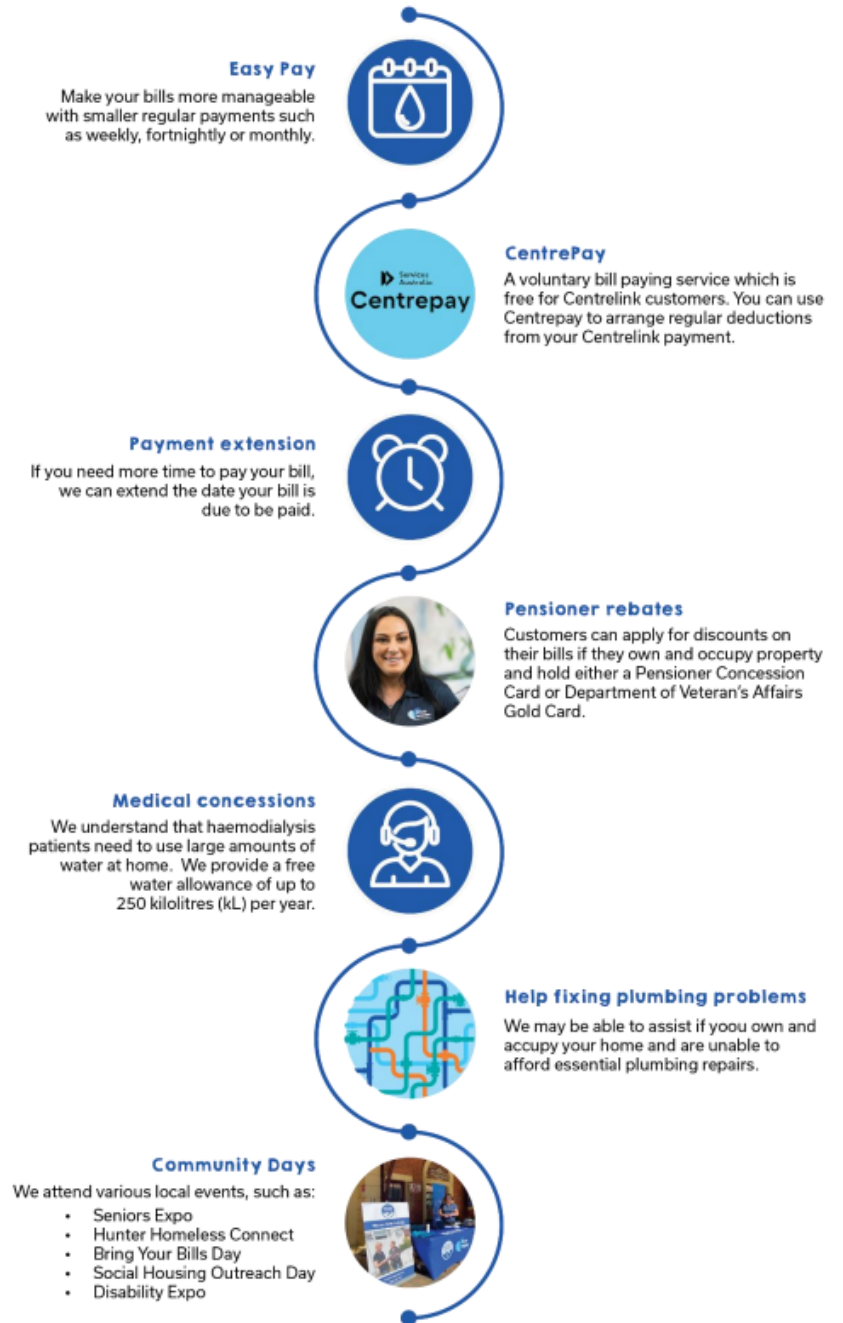 Easy Pay
Make your bills more manageable
with smaller regular payments such
as weekly, fortnightly or monthly.
Services
Australia
Centrepay
CentrePay
A voluntary bill paying service which is
free for Centrelink customers. You can use
Centrepay to arrange regular deductions
from your Centrelink payment.
Payment extension
If you need more time to pay your bill,
we can extend the date your bill is
due to be paid.
Pensioner rebates
Customers can apply for discounts on
their bills if they own and occupy property
and hold either a Pensioner Concession
Card or Department of Veteran's Affairs
Gold Card.
Medical concessions
We understand that haemodialysis
patients need to use large amounts of
water at home. We provide a free
water allowance of up to
250 kilolitres (kL) per year.
Help fixing plumbing problems
We may be able to assist if yoou own and
accupy your home and are unable to
afford essential plumbing repairs.
Community Days
We attend various local events, such as:
• Seniors Expo
• Hunter Homeless Connect
• Bring Your Bills Day
• Social Housing Outreach Day
• Disability Expo